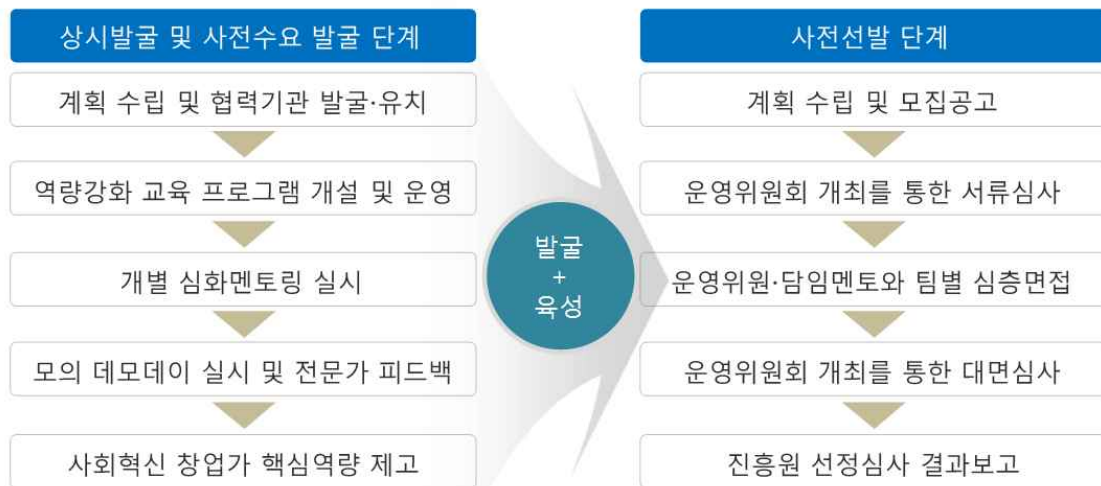 상시발굴 및 사전수요 발굴 단계
계획 수립 및 협력기관 발굴·유치
역량강화 교육 프로그램 개설 및 운영
개별 심화멘토링 실시
모의 데모데이 실시 및 전문가 피드백
사회혁신 창업가 핵심역량 제고
발굴
+
육성
사전선발 단계
계획 수립 및 모집공고
운영위원회 개최를 통한 서류심사
운영위원·담임멘토와 팀별 심층면접
운영위원회 개최를 통한 대면심사
진흥원 선정심사 결과보고